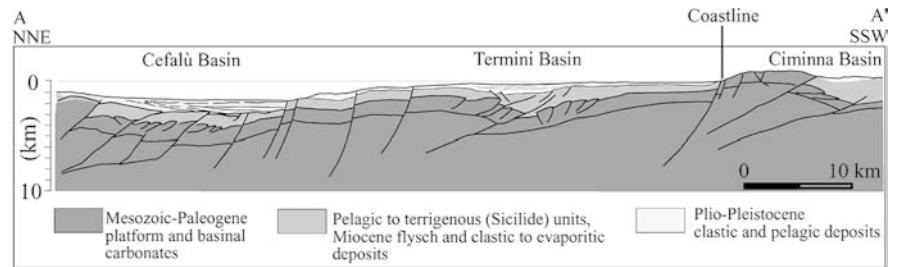 A
NNE
Coastline
A'
SSW
Cefalù Basin
Termini Basin
Ciminna Basin
0
(km)
10
0 10 km
Mesozoic-Paleogene
platform and basinal
carbonates
Pelagic to terrigenous (Sicilide) units,
Miocene flysch and clastic to evaporitic
deposits
Plio-Pleistocene
clastic and pelagic deposits